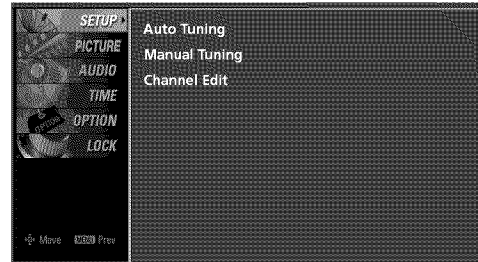 SETUP
PICTURE
AUDIO
TIME
OPTION
LOCK
Move MENU Prev
Auto Tuning
Manual Tuning
Channel Edit